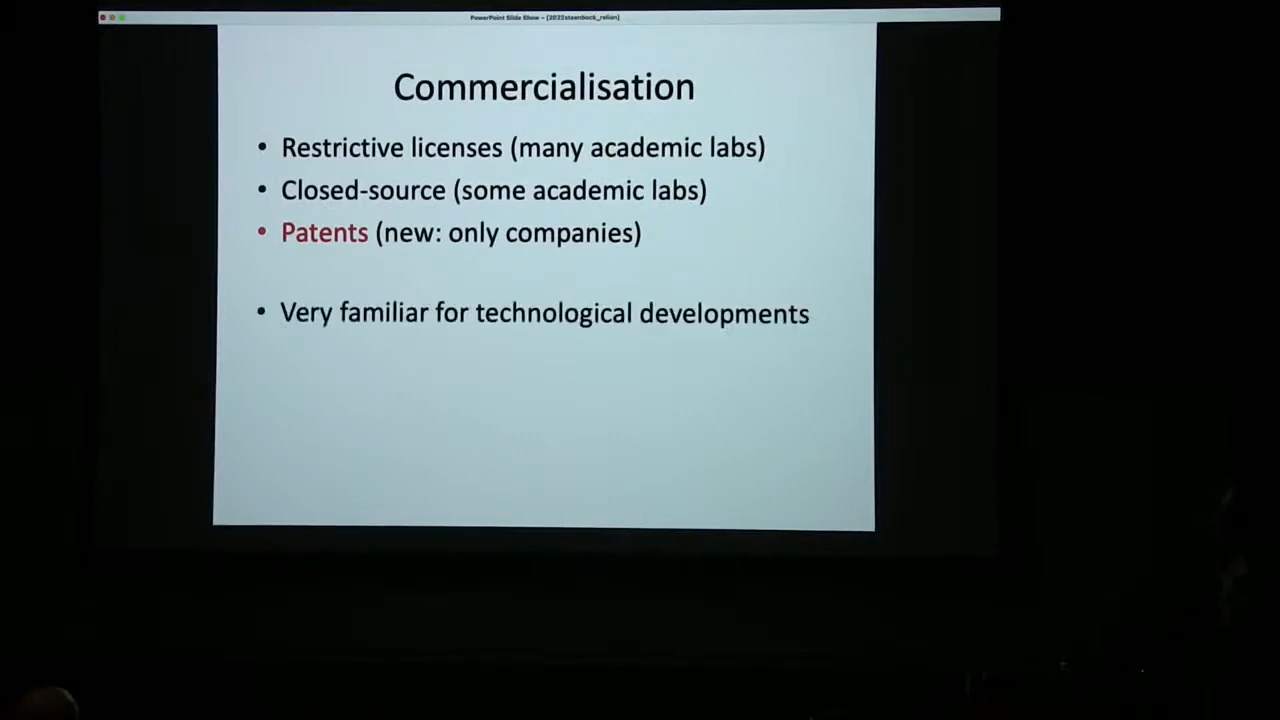 PowerPoint Slide Show - [2022steenbock_relion]
Commercialisation
• Restrictive licenses (many academic labs)
• Closed-source (some academic labs)
• Patents (new: only companies)
• Very familiar for technological developments